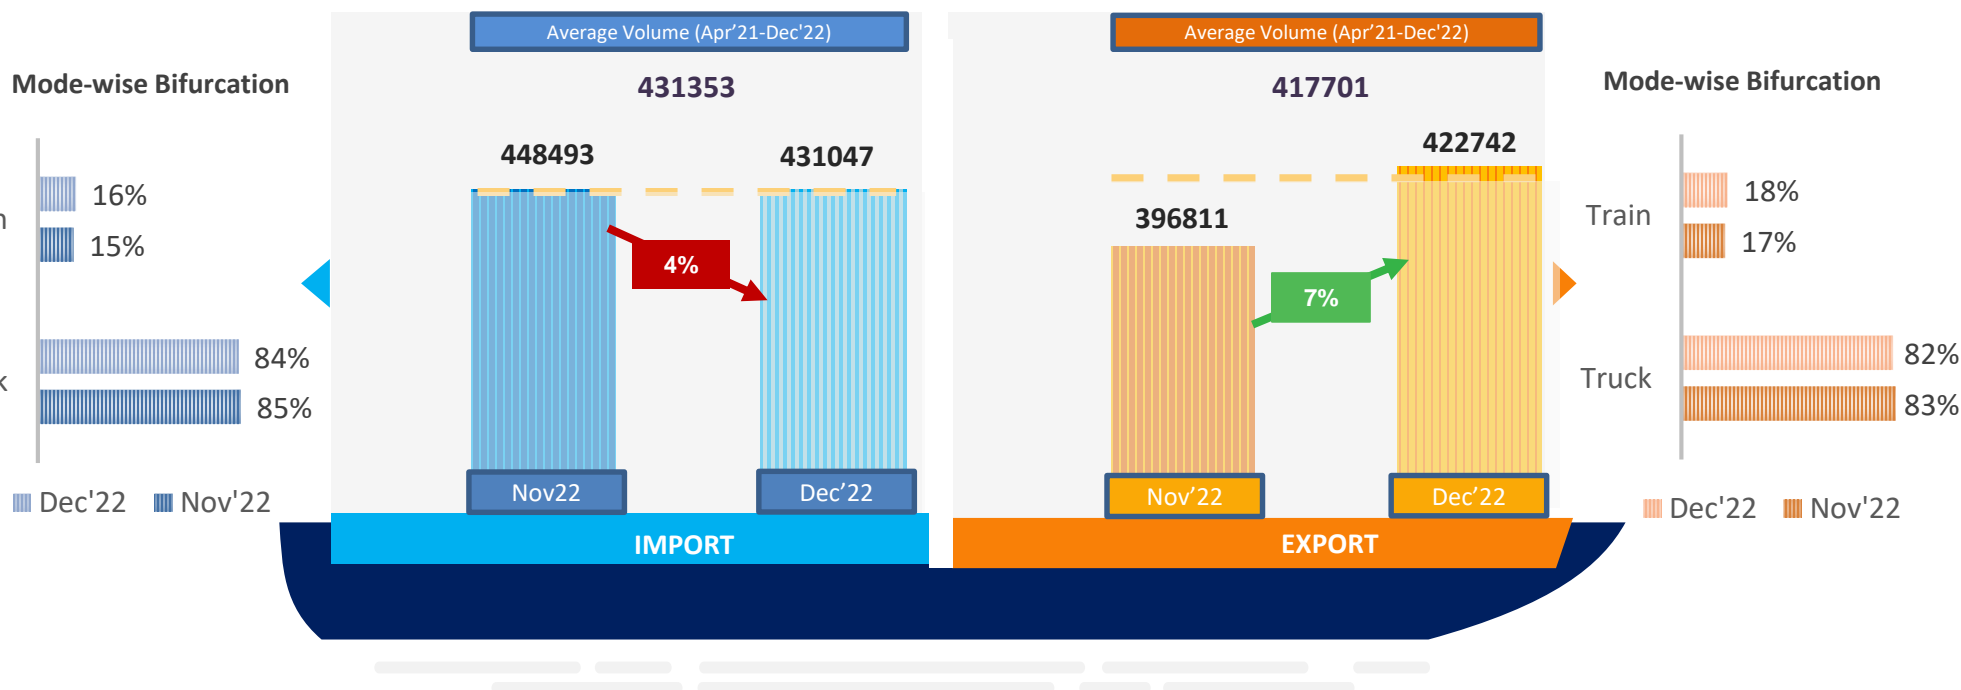 Average Volume (Apr’21-Dec'22)
431353
Average Volume (Apr’21-Dec'22)
417701
Mode-wise Bifurcation
16%
15%
84%
85%
Dec'22 Nov'22
448493
431047
4%
Nov22
Dec’22
IMPORT
396811
422742
7%
Nov’22
Dec’22
EXPORT
Mode-wise Bifurcation
Train
18%
17%
Truck
82%
83%
Dec'22 Nov'22